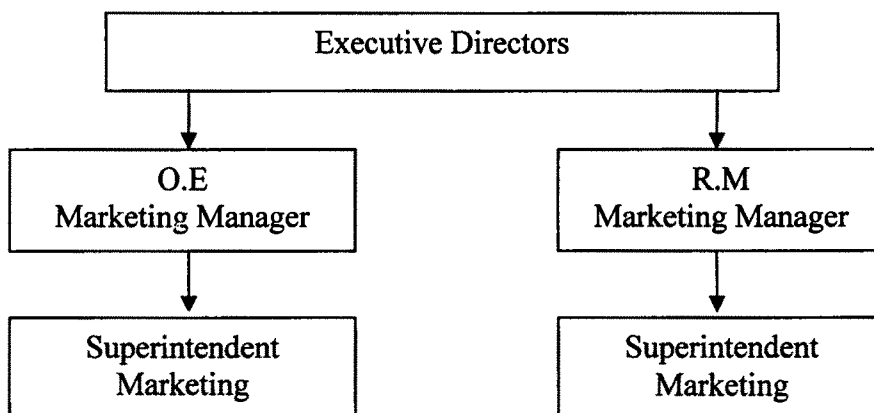 Executive Directors
O.E
Marketing Manager
R.M
Marketing Manager
Superintendent
Marketing
Superintendent
Marketing